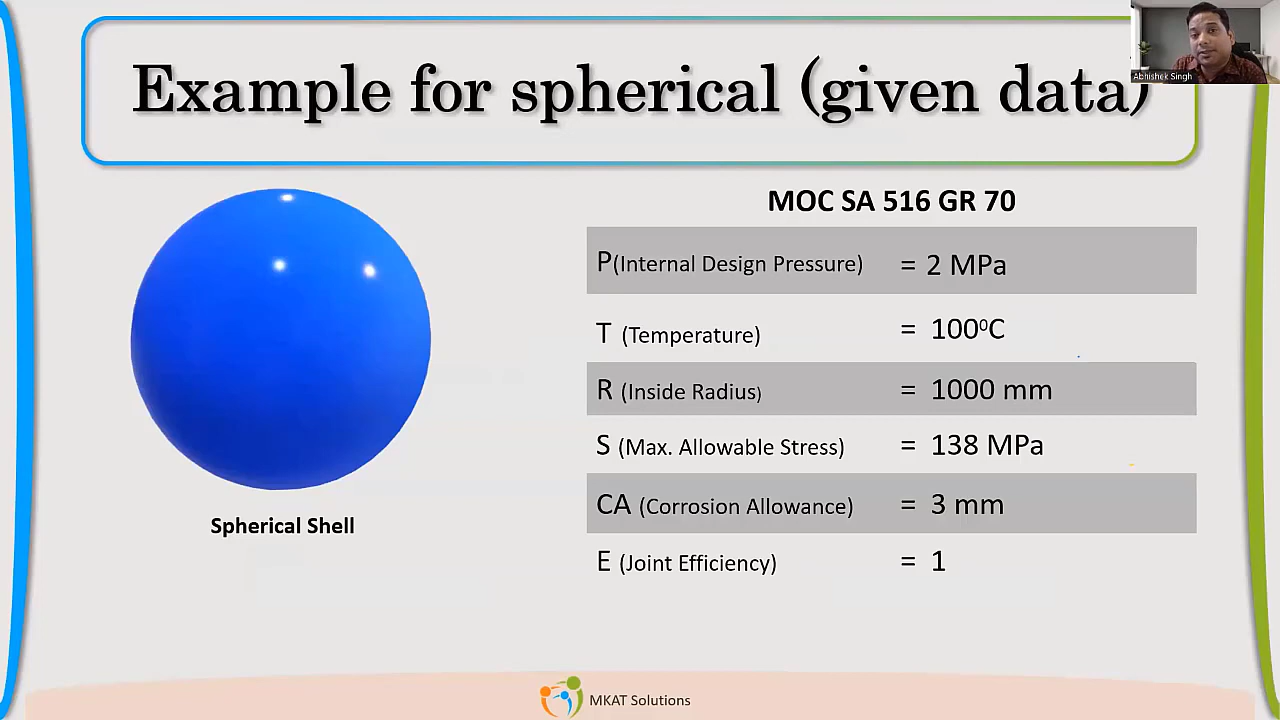 Example for spherical (given data)
Abhishek Singh
MOC SA 516 GR 70
P(Internal Design Pressure) = 2 MPa
T (Temperature) = 100⁰C
R (Inside Radius) = 1000 mm
S (Max. Allowable Stress) = 138 MPa
CA (Corrosion Allowance) = 3 mm
E (Joint Efficiency) = 1
Spherical Shell
MKAT Solutions